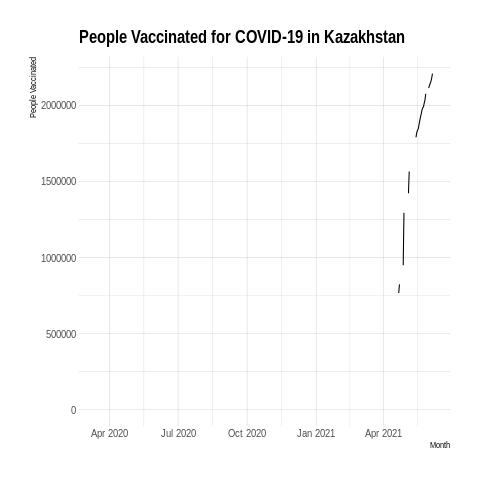 People Vaccinated for COVID-19 in Kazakhstan
People Vaccinated
2000000
1500000
1000000
500000
0
Apr 2020 Jul 2020 Oct 2020 Jan 2021 Apr 2021
Month